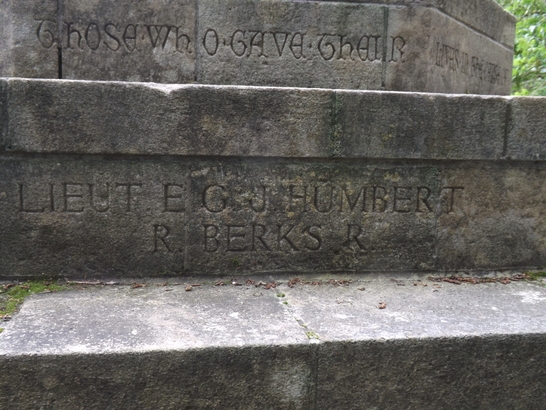 THOSE·WHO·GAVE·THEIR
LIEUT. E. G. J. HUMBERT
R. BERKS R.